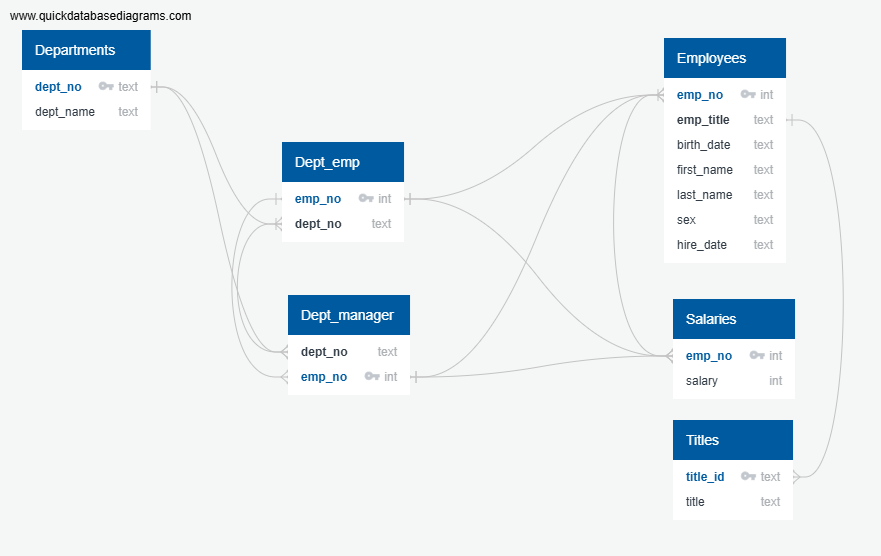 www.quickdatabasediagrams.com
Departments
dept_no text
dept_name text
Dept_emp
emp_no int
dept_no text
Dept_manager
dept_no text
emp_no int
Employees
emp_no int
emp_title text
birth_date text
first_name text
last_name text
sex text
hire_date text
Salaries
emp_no int
salary int
Titles
title_id text
title text